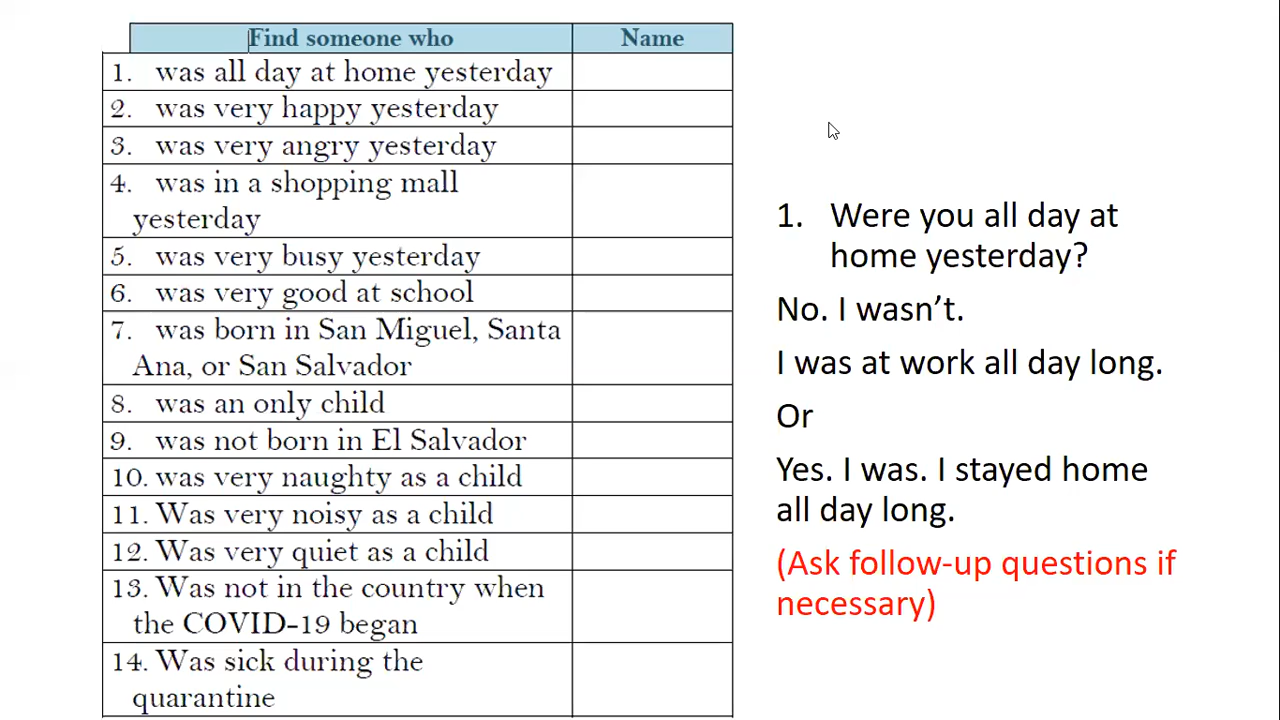 Find someone who Name
1. was all day at home yesterday
2. was very happy yesterday
3. was very angry yesterday
4. was in a shopping mall
yesterday
5. was very busy yesterday
6. was very good at school
7. was born in San Miguel, Santa
Ana, or San Salvador
8. was an only child
9. was not born in El Salvador
10. was very naughty as a child
11. Was very noisy as a child
12. Was very quiet as a child
13. Was not in the country when
the COVID-19 began
14. Was sick during the
quarantine
1. Were you all day at
home yesterday?
No. I wasn’t.
I was at work all day long.
Or
Yes. I was. I stayed home
all day long.
(Ask follow-up questions if
necessary)